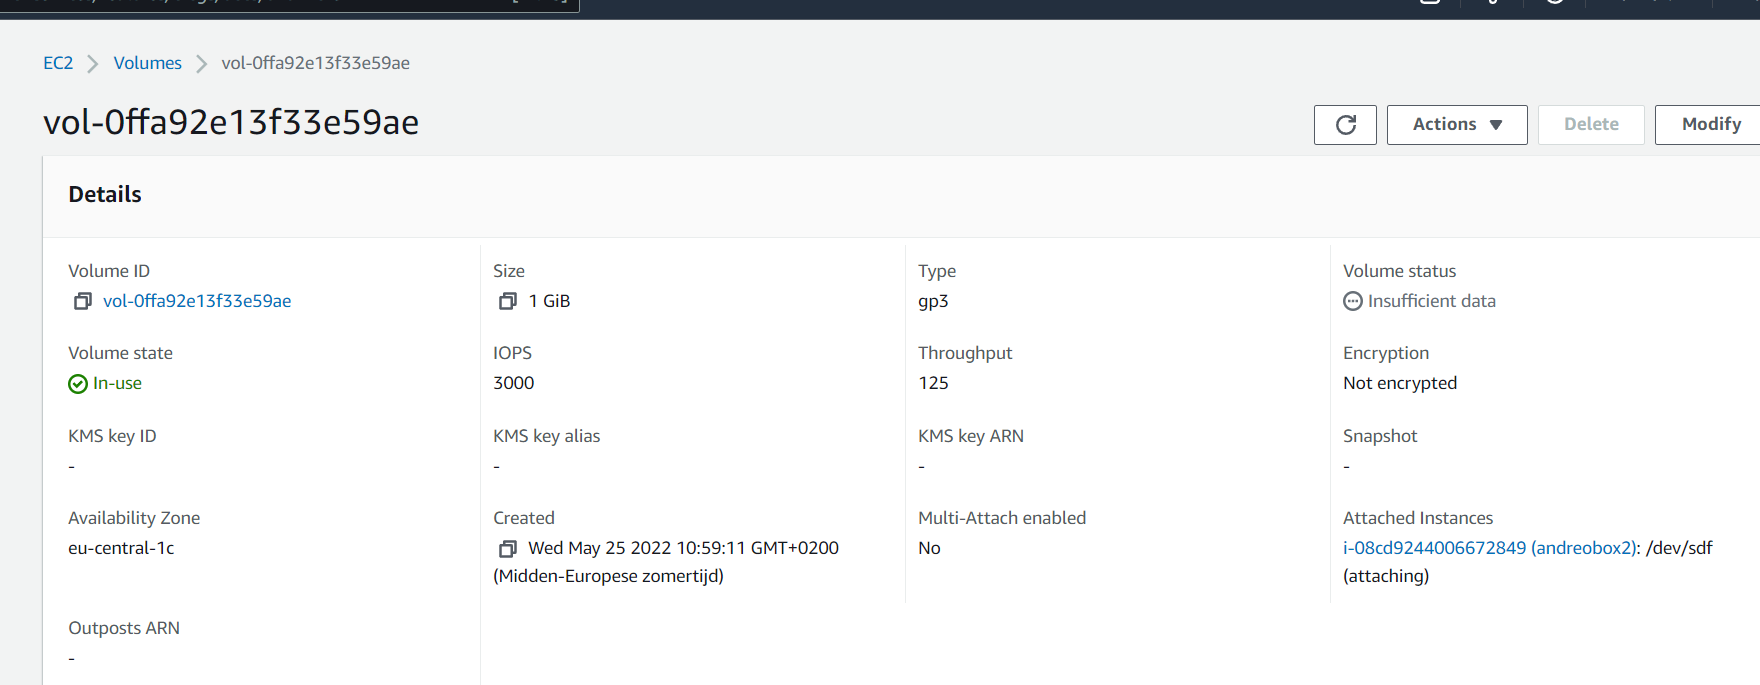 EC2 Volumes vol-0ffa92e13f33e59ae
vol-0ffa92e13f33e59ae
Actions Delete Modify
Details
Volume ID
vol-0ffa92e13f33e59ae
Size
1 GiB
Type
gp3
Volume status
Insufficient data
Volume state
In-use
IOPS
3000
Throughput
125
Encryption
Not encrypted
KMS key ID
-
KMS key alias
-
KMS key ARN
-
Snapshot
-
Availability Zone
eu-central-1c
Created
Wed May 25 2022 10:59:11 GMT+0200
(Midden-Europese zomertijd)
Multi-Attach enabled
No
Attached Instances
i-08cd9244006672849 (andreobox2): /dev/sdf
(attaching)
Outposts ARN
-